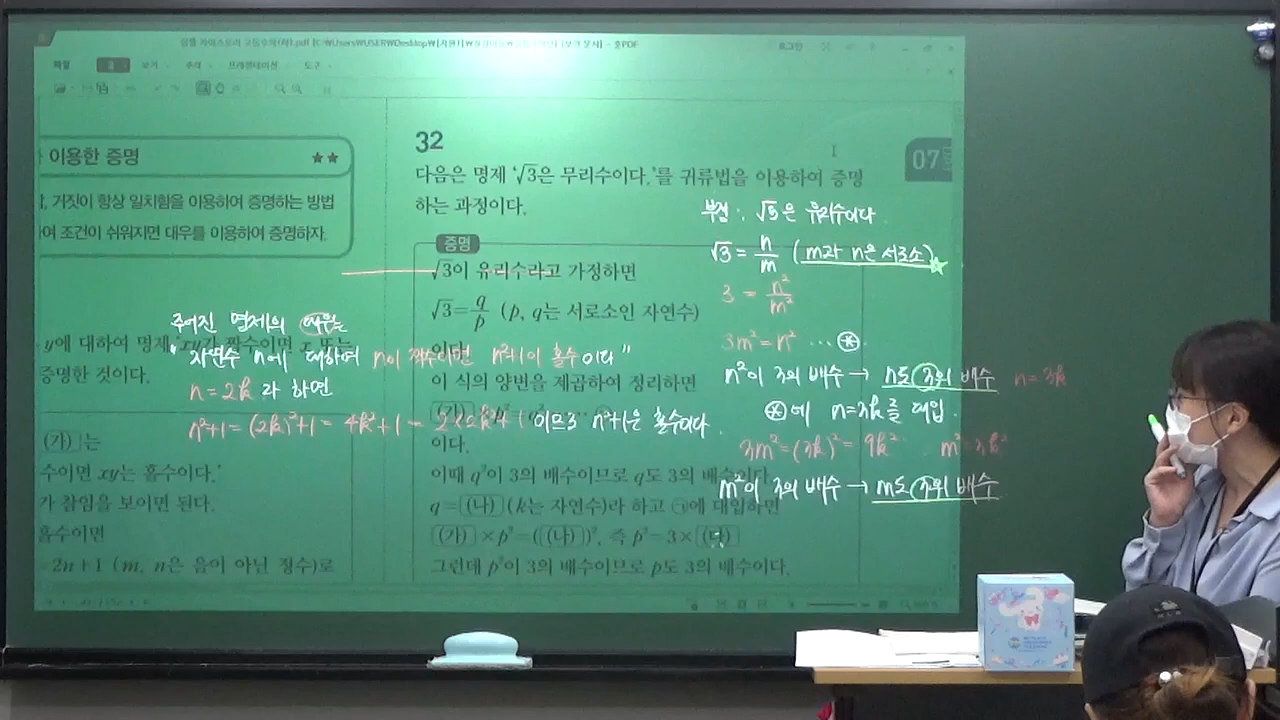 이용한 증명 ★★
거짓이 항상 일치함을 이용하여 증명하는 방법
여 조건이 쉬워지면 대우를 이용하여 증명하자.
y에 대하여 명제 'xy가 짝수이면 x 또는
증명한 것이다.
(가)는
수이면 xy는 홀수이다.'
가 참임을 보이면 된다.
홀수이면
2n+1 (m, n은 음이 아닌 정수)로
주어진 명제의 대우는
"자연수 n에 대하여 n이 짝수이면 n²+1이 홀수이다"
n=2k라 하면
n²+1=(2k)²+1=4k²+1=2×2k²+1이므로 n²+1은 홀수이다.
32
07
다음은 명제 '√3은 무리수이다.'를 귀류법을 이용하여 증명
하는 과정이다.
증명
√3이 유리수라고 가정하면
√3=q/p (p, q는 서로소인 자연수)
이다.
이 식의 양변을 제곱하여 정리하면
(가)
이다.
이때 q²이 3의 배수이므로 q도 3의 배수이다.
q=(나) (k는 자연수)라 하고 ㉠에 대입하면
(가)×p²=((나))², 즉 p²=3×(다)
그런데 p²이 3의 배수이므로 p도 3의 배수이다.
부정: √3은 유리수이다.
√3=n/m (m과 n은 서로소)
3=n²/m²
3m²=n² ···⊛
n²이 3의 배수→n도 3의 배수 n=3k
⊛에 n=3k를 대입.
3m²=(3k)²=9k² m²=3k²
m²이 3의 배수→m도 3의 배수